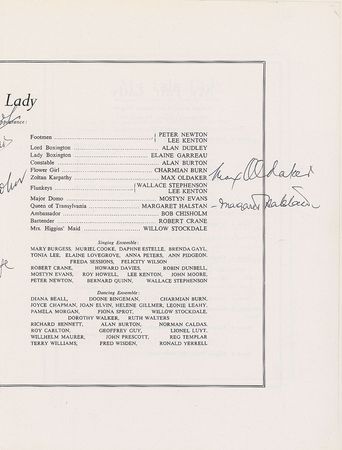 Lady
Footmen PETER NEWTON
LEE KENTON
Lord Boxington ALAN DUDLEY
Lady Boxington ELAINE GARREAU
Constable ALAN BURTON
Flower Girl CHARMIAN BURN
Zoltan Karpathy MAX OLDAKER
Max Oldaker
Flunkeys WALLACE STEPHENSON
LEE KENTON
Major Domo MOSTYN EVANS
Queen of Transylvania MARGARET HALSTAN
Margaret Halstan
Ambassador BOB CHISHOLM
Bartender ROBERT CRANE
Mrs. Higgins' Maid WILLOW STOCKDALE
Singing Ensemble:
MARY BURGESS, MURIEL COOKE, DAPHNE ESTELLE, BRENDA GAYL,
TONIA LEE, ELAINE LOVEGROVE, ANNA PETERS, ANN PIDGEON,
FREDA SESSIONS, FELICITY WILSON
ROBERT CRANE, HOWARD DAVIES, ROBIN DUNBELL,
MOSTYN EVANS, ROY HOWELL, LEE KENTON, JOHN MOORE,
PETER NEWTON, BERNARD QUINN, WALLACE STEPHENSON
Dancing Ensemble:
DIANA BEALL, DOONE BINGEMAN, CHARMIAN BURN,
JOYCE CHAPMAN, JOAN ELVIN, HELENE GILLMER, LEONIE LEAHY,
PAMELA MORGAN, FIONA SPROT, WILLOW STOCKDALE,
DOROTHY WALKER, RUTH WALTERS
RICHARD BENNETT, ALAN BURTON, NORMAN CALDAS,
ROY CARLTON, GEOFFREY GUY, LIONEL LUYT,
WILLHELM MAURER, JOHN PRESCOTT, REG TEMPLAR
TERRY WILLIAMS, FRED WISDEN, RONALD YERRELL